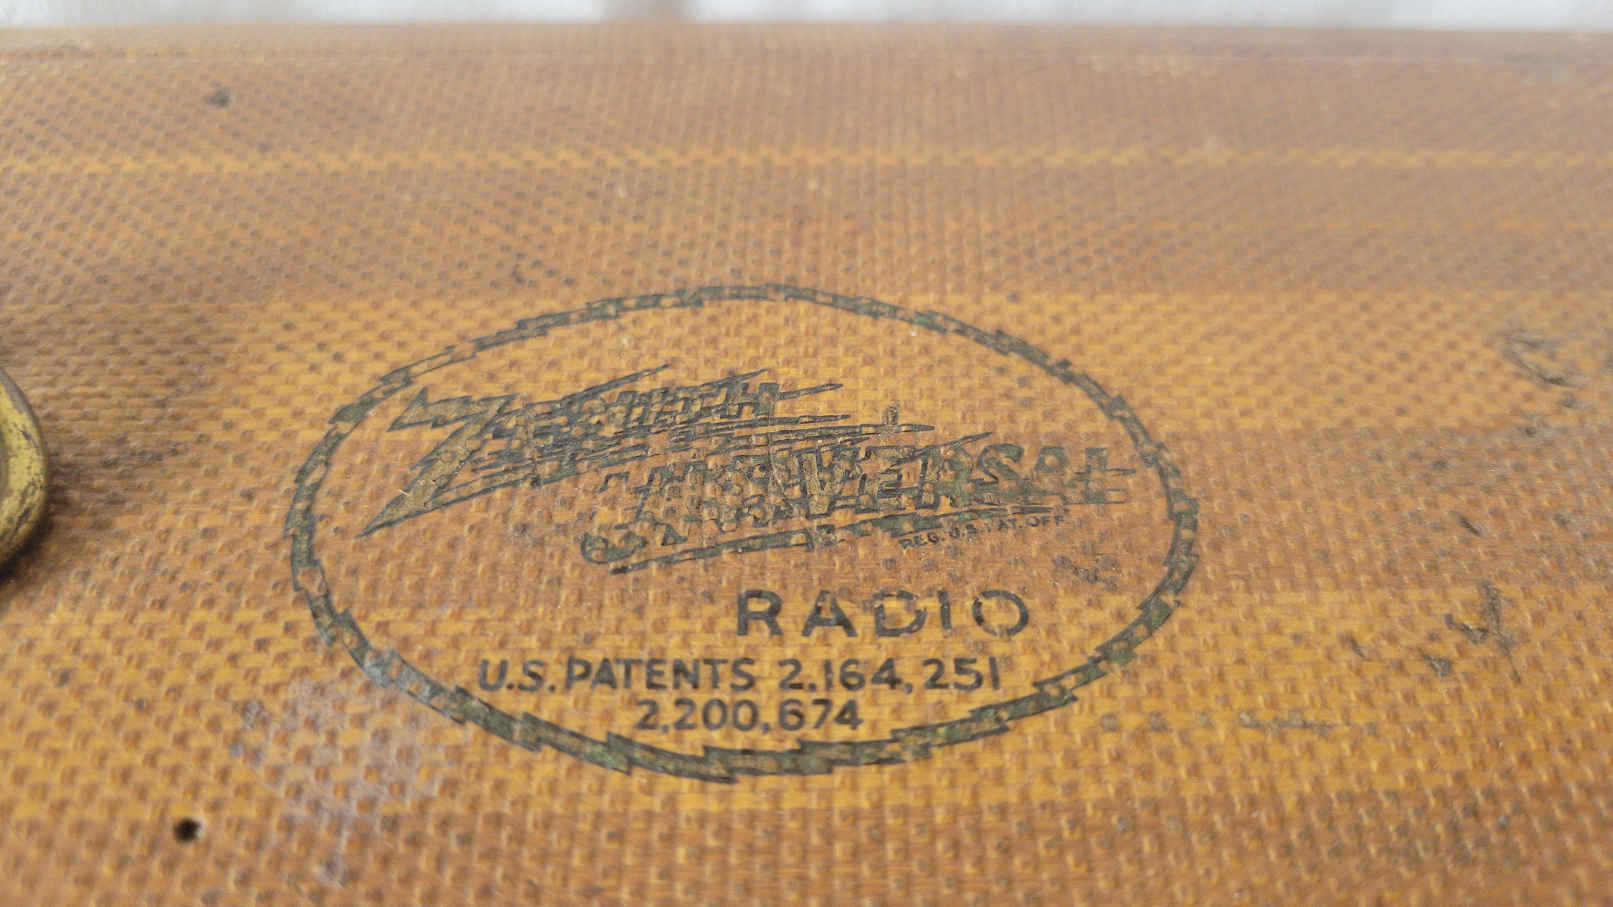 ZENITH
UNIVERSAL
REG. U.S. PAT. OFF.
RADIO
U.S. PATENTS 2.164,251
2,200,674